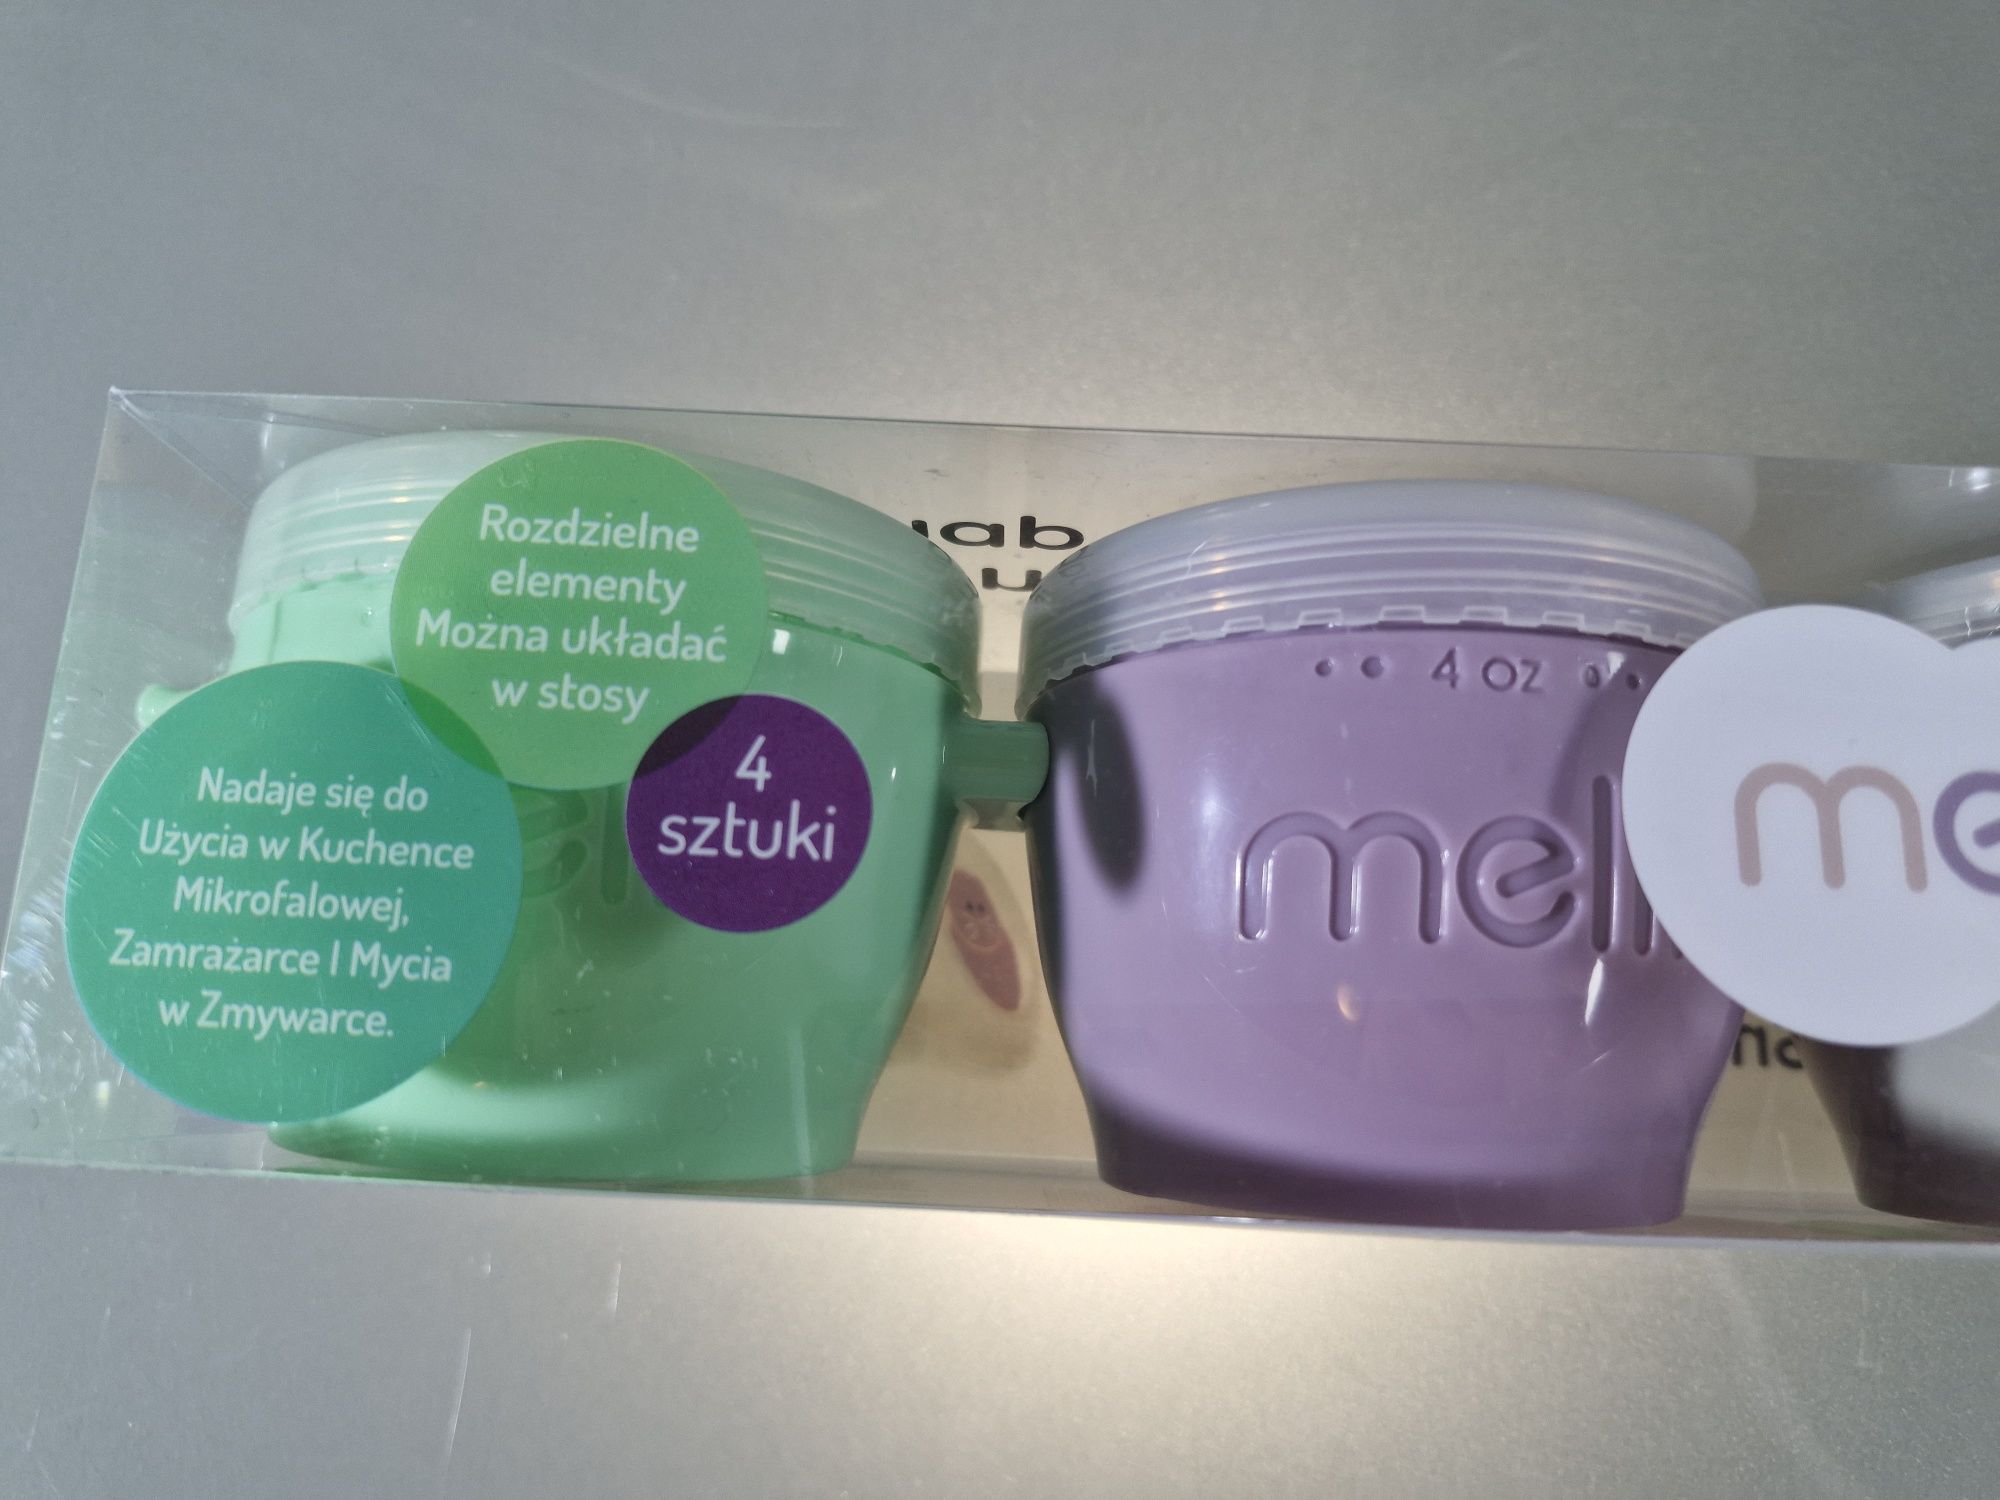 Rozdzielne
elementy
Można układać
w stosy
4
sztuki
Nadaje się do
Użycia w Kuchence
Mikrofalowej,
Zamrażarce I Mycia
w Zmywarce.
4 OZ